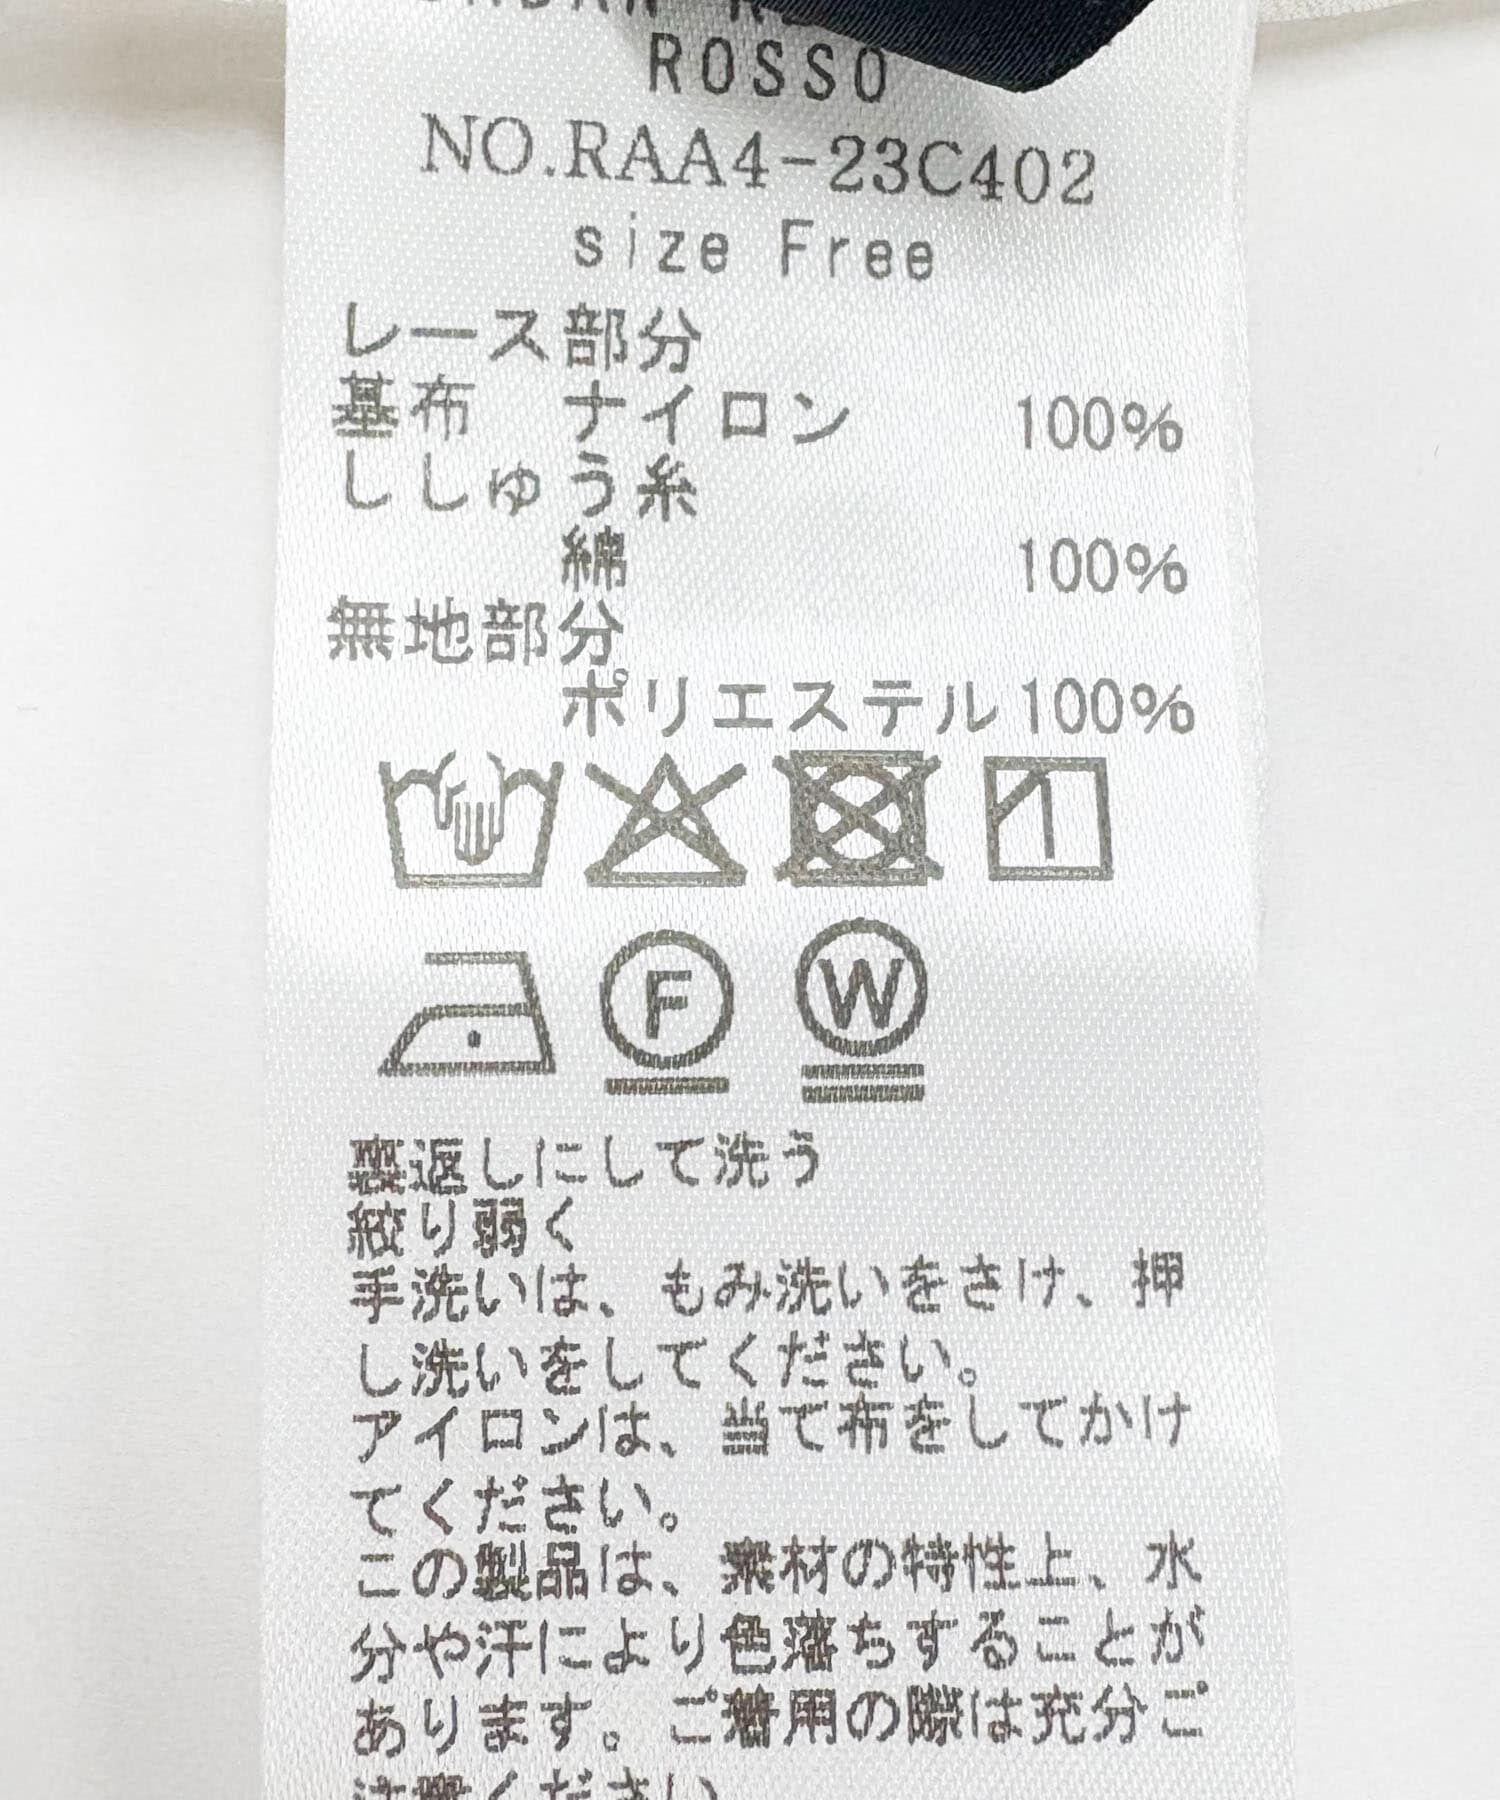 ROSSO
NO.RAA4-23C402
size Free
レース部分
基布 ナイロン 100%
ししゅう糸
綿 100%
無地部分
ポリエステル100%
F
W
裏返しにして洗う
絞り弱く
手洗いは、もみ洗いをさけ、押
し洗いをしてください。
アイロンは、当て布をしてかけ
てください。
この製品は、素材の特性上、水
分や汗により色落ちすることが
あります。ご着用の際は充分ご